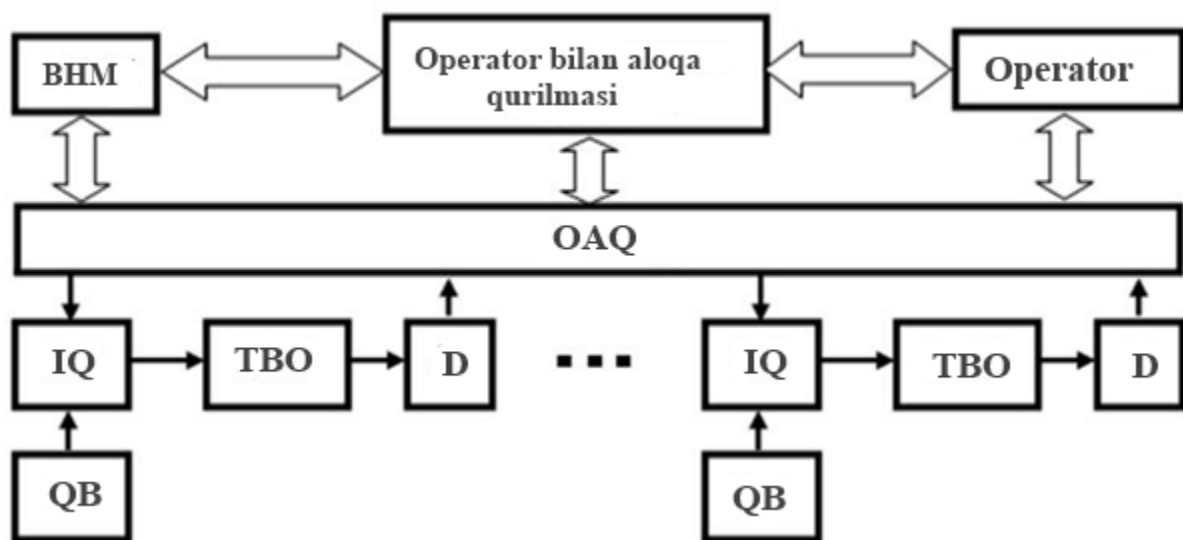 BHM
Operator bilan aloqa
qurilmasi
Operator
OAQ
IQ
TBO
D
IQ
TBO
D
QB
QB